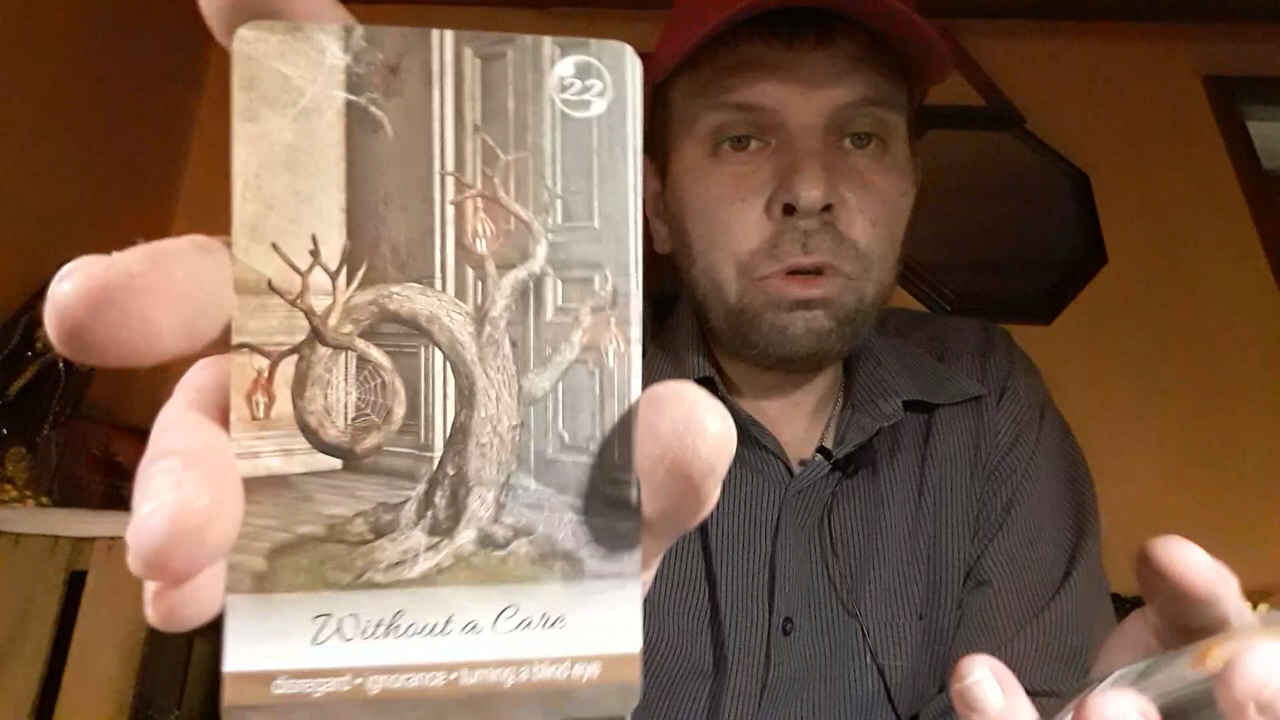 22
Without a Care
disregard • ignorance • turning a blind eye